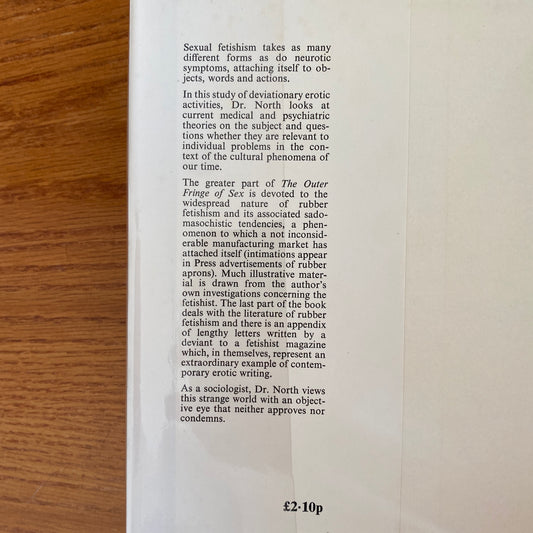 Sexual fetishism takes as many
different forms as do neurotic
symptoms, attaching itself to ob-
jects, words and actions.
In this study of deviationary erotic
activities, Dr. North looks at
current medical and psychiatric
theories on the subject and ques-
tions whether they are relevant to
individual problems in the con-
text of the cultural phenomena of
our time.
The greater part of The Outer
Fringe of Sex is devoted to the
widespread nature of rubber
fetishism and its associated sado-
masochistic tendencies, a phen-
omenon to which a not inconsid-
erable manufacturing market has
attached itself (intimations appear
in Press advertisements of rubber
aprons). Much illustrative mater-
ial is drawn from the author's
own investigations concerning the
fetishist. The last part of the book
deals with the literature of rubber
fetishism and there is an appendix
of lengthy letters written by a
deviant to a fetishist magazine
which, in themselves, represent an
extraordinary example of contem-
porary erotic writing.
As a sociologist, Dr. North views
this strange world with an object-
ive eye that neither approves nor
condemns.
£2·10p